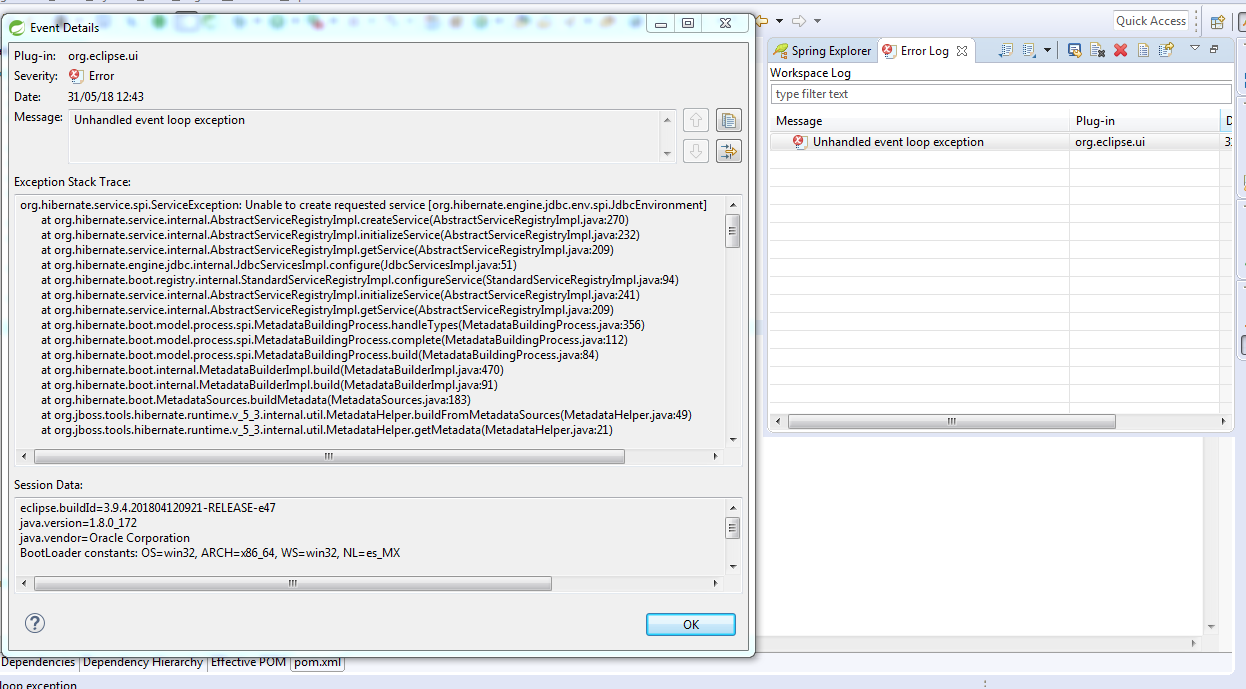 Event Details
Plug-in: org.eclipse.ui
Severity: Error
Date: 31/05/18 12:43
Message: Unhandled event loop exception
Exception Stack Trace:
org.hibernate.service.spi.ServiceException: Unable to create requested service [org.hibernate.engine.jdbc.env.spi.JdbcEnvironment]
at org.hibernate.service.internal.AbstractServiceRegistryImpl.createService(AbstractServiceRegistryImpl.java:270)
at org.hibernate.service.internal.AbstractServiceRegistryImpl.initializeService(AbstractServiceRegistryImpl.java:232)
at org.hibernate.service.internal.AbstractServiceRegistryImpl.getService(AbstractServiceRegistryImpl.java:209)
at org.hibernate.engine.jdbc.internal.JdbcServicesImpl.configure(JdbcServicesImpl.java:51)
at org.hibernate.boot.registry.internal.StandardServiceRegistryImpl.configureService(StandardServiceRegistryImpl.java:94)
at org.hibernate.service.internal.AbstractServiceRegistryImpl.initializeService(AbstractServiceRegistryImpl.java:241)
at org.hibernate.service.internal.AbstractServiceRegistryImpl.getService(AbstractServiceRegistryImpl.java:209)
at org.hibernate.boot.model.process.spi.MetadataBuildingProcess.handleTypes(MetadataBuildingProcess.java:356)
at org.hibernate.boot.model.process.spi.MetadataBuildingProcess.complete(MetadataBuildingProcess.java:112)
at org.hibernate.boot.model.process.spi.MetadataBuildingProcess.build(MetadataBuildingProcess.java:84)
at org.hibernate.boot.internal.MetadataBuilderImpl.build(MetadataBuilderImpl.java:470)
at org.hibernate.boot.internal.MetadataBuilderImpl.build(MetadataBuilderImpl.java:91)
at org.hibernate.boot.MetadataSources.buildMetadata(MetadataSources.java:183)
at org.jboss.tools.hibernate.runtime.v_5_3.internal.util.MetadataHelper.buildFromMetadataSources(MetadataHelper.java:49)
at org.jboss.tools.hibernate.runtime.v_5_3.internal.util.MetadataHelper.getMetadata(MetadataHelper.java:21)
Session Data:
eclipse.buildId=3.9.4.201804120921-RELEASE-e47
java.version=1.8.0_172
java.vendor=Oracle Corporation
BootLoader constants: OS=win32, ARCH=x86_64, WS=win32, NL=es_MX
OK
Quick Access
Spring Explorer Error Log
Workspace Log
type filter text
Message Plug-in D
Unhandled event loop exception org.eclipse.ui 3
Dependencies Dependency Hierarchy Effective POM pom.xml
loop exception